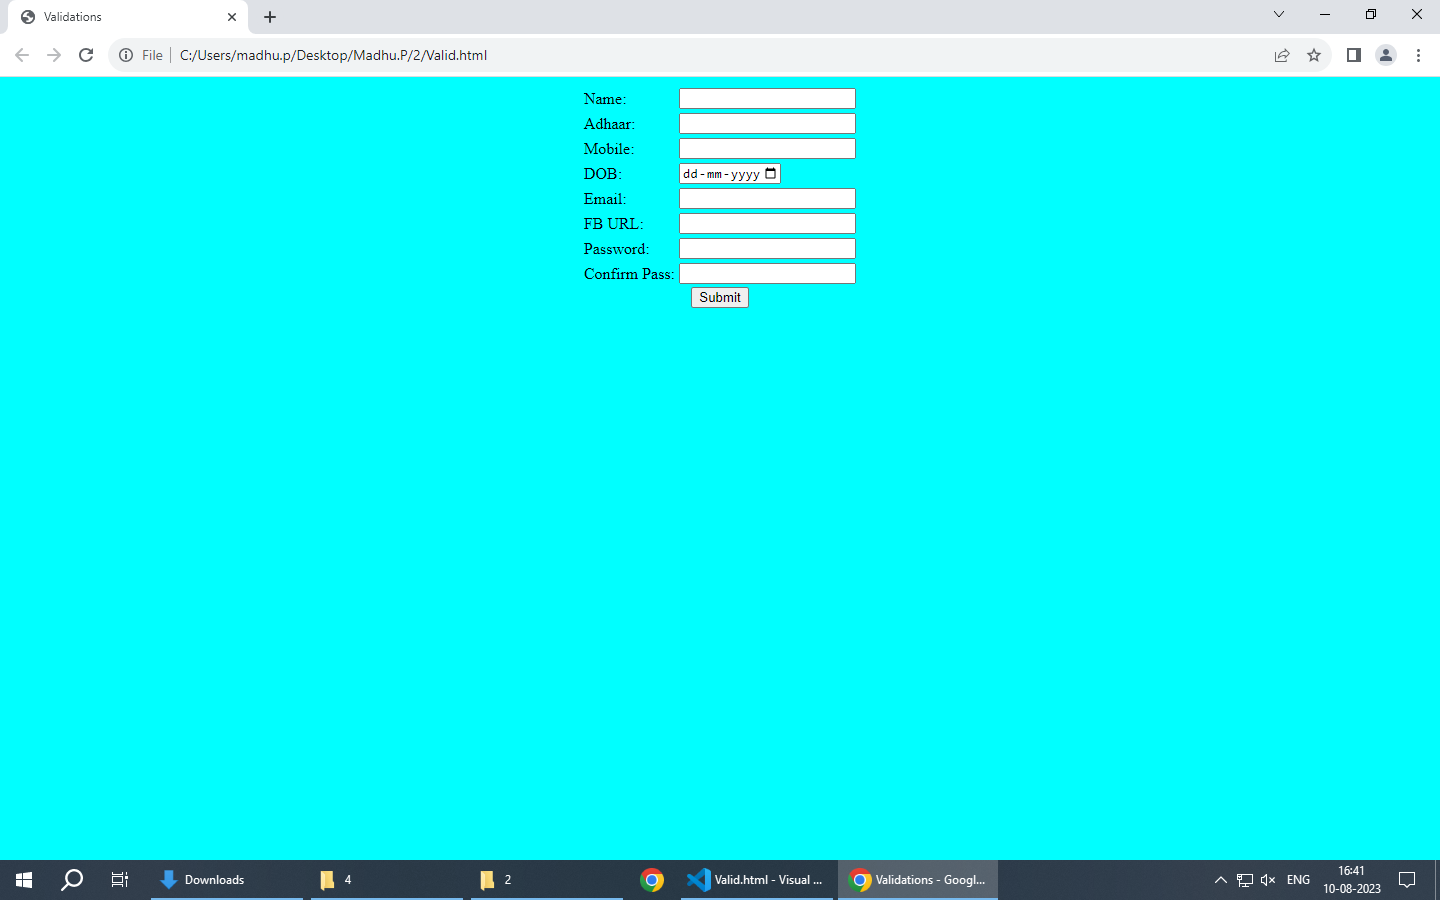 Validations
File
C:/Users/madhu.p/Desktop/Madhu.P/2/Valid.html
Name:
Adhaar:
Mobile:
DOB: dd-mm-yyyy
Email:
FB URL:
Password:
Confirm Pass:
Submit
Downloads
4
2
Valid.html - Visual ...
Validations - Googl...
ENG
16:41
10-08-2023